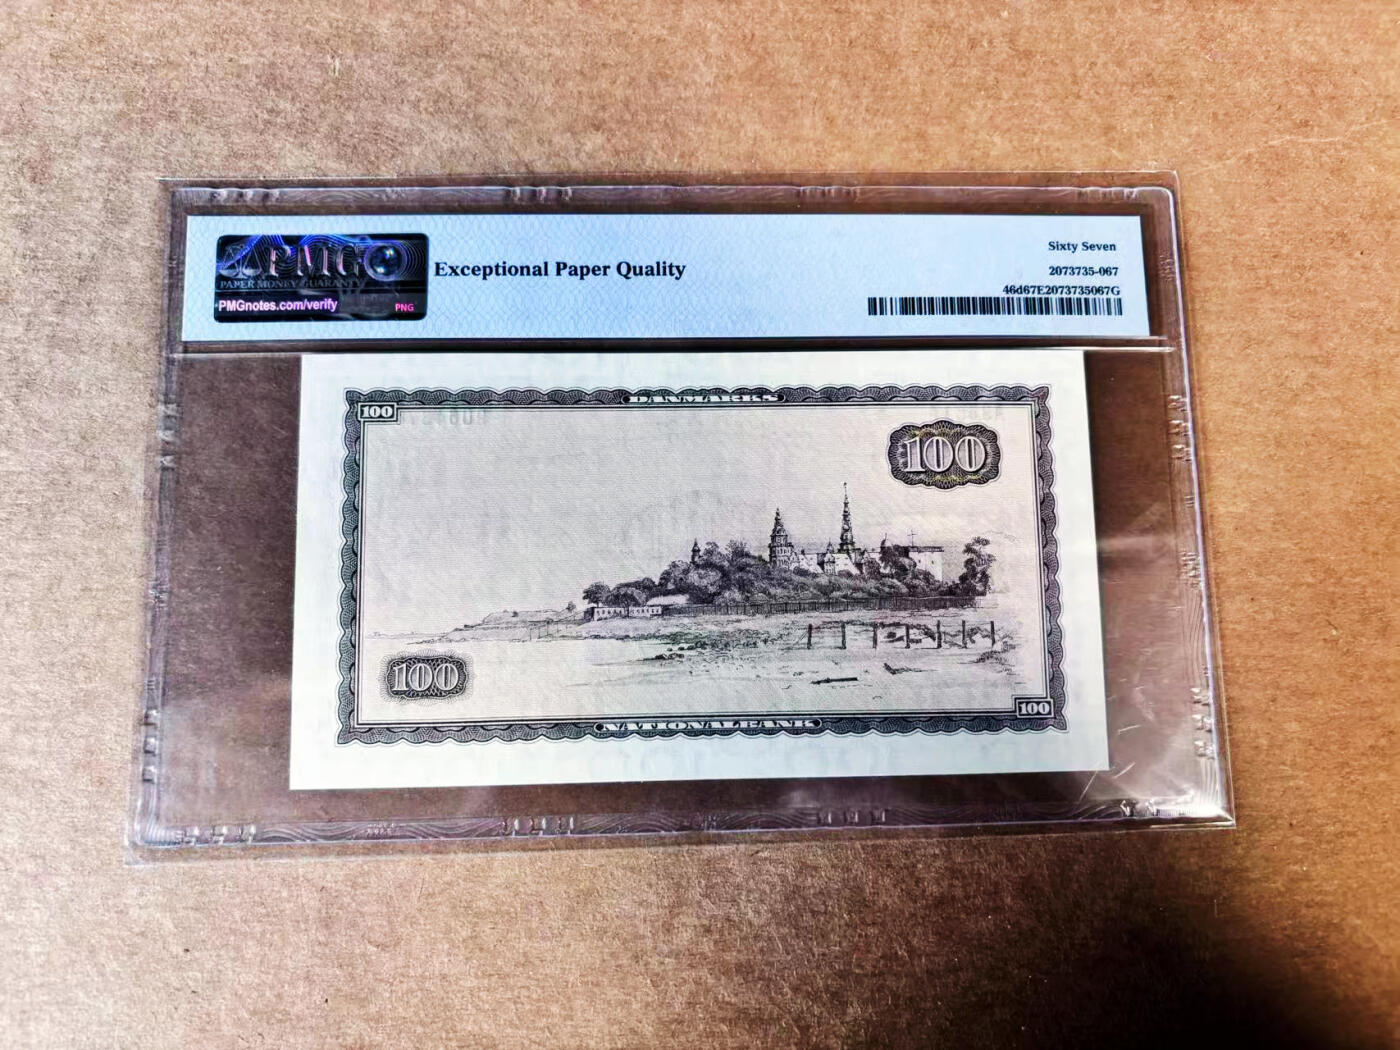 PMG
PAPER MONEY GUARANTY
PMGnotes.com/verify
PNG
Exceptional Paper Quality
Sixty Seven
2073735-067
46d67E2073735067G
DANMARKS
100
100
100
100
NATIONALBANK